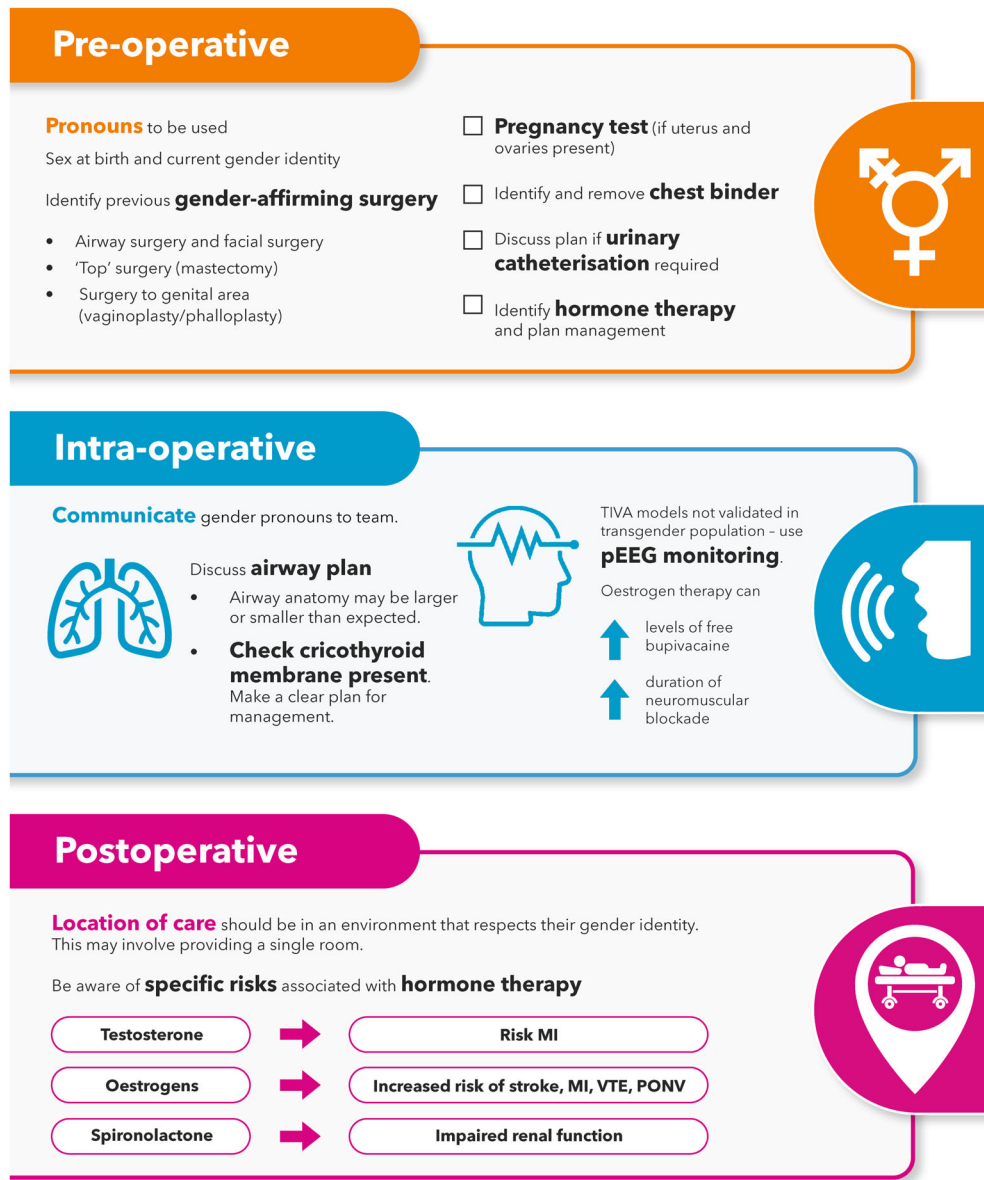 Pre-operative
Pronouns to be used
Sex at birth and current gender identity
Identify previous gender-affirming surgery
• Airway surgery and facial surgery
• ‘Top’ surgery (mastectomy)
• Surgery to genital area
(vaginoplasty/phalloplasty)
Pregnancy test (if uterus and
ovaries present)
Identify and remove chest binder
Discuss plan if urinary
catheterisation required
Identify hormone therapy
and plan management
Intra-operative
Communicate gender pronouns to team.
Discuss airway plan
• Airway anatomy may be larger
or smaller than expected.
• Check cricothyroid
membrane present.
Make a clear plan for
management.
TIVA models not validated in
transgender population – use
pEEG monitoring.
Oestrogen therapy can
levels of free
bupivacaine
duration of
neuromuscular
blockade
Postoperative
Location of care should be in an environment that respects their gender identity.
This may involve providing a single room.
Be aware of specific risks associated with hormone therapy
Testosterone
Risk MI
Oestrogens
Increased risk of stroke, MI, VTE, PONV
Spironolactone
Impaired renal function